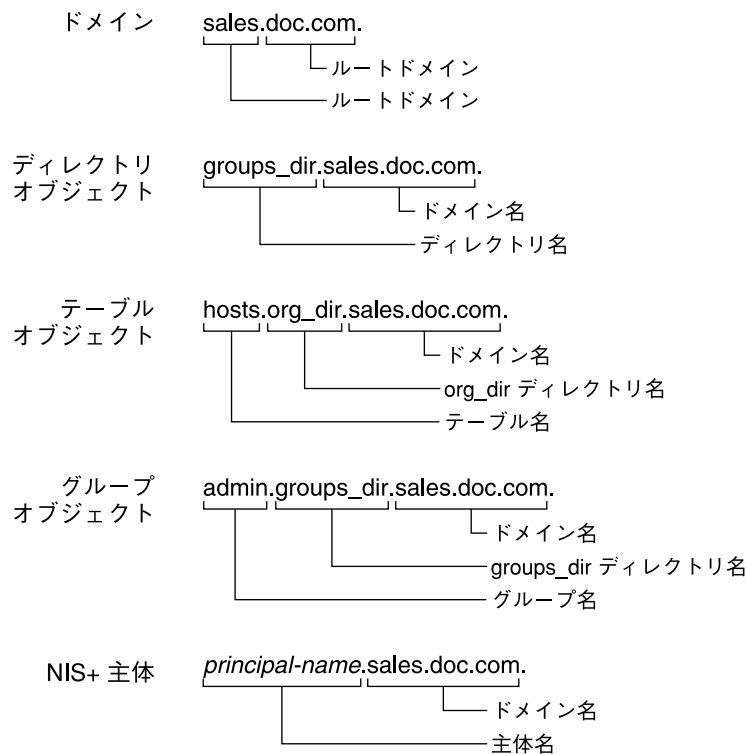 ドメイン
sales.doc.com.
ルートドメイン
ルートドメイン
ディレクトリ
オブジェクト
groups_dir.sales.doc.com.
ドメイン名
ディレクトリ名
テーブル
オブジェクト
hosts.org_dir.sales.doc.com.
ドメイン名
org_dir ディレクトリ名
テーブル名
グループ
オブジェクト
admin.groups_dir.sales.doc.com.
ドメイン名
groups_dir ディレクトリ名
グループ名
NIS+ 主体
principal-name.sales.doc.com.
ドメイン名
主体名